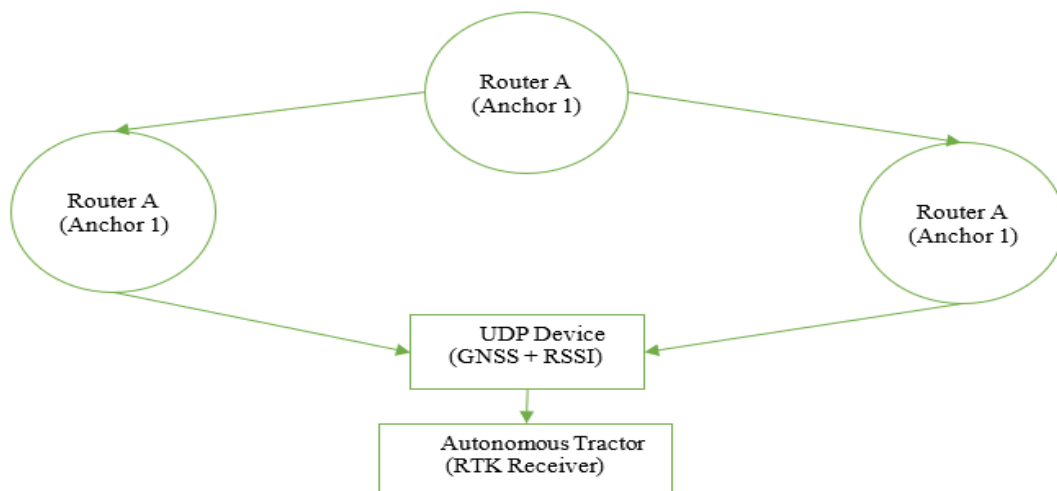 Router A
(Anchor 1)
Router A
(Anchor 1)
Router A
(Anchor 1)
UDP Device
(GNSS + RSSI)
Autonomous Tractor
(RTK Receiver)